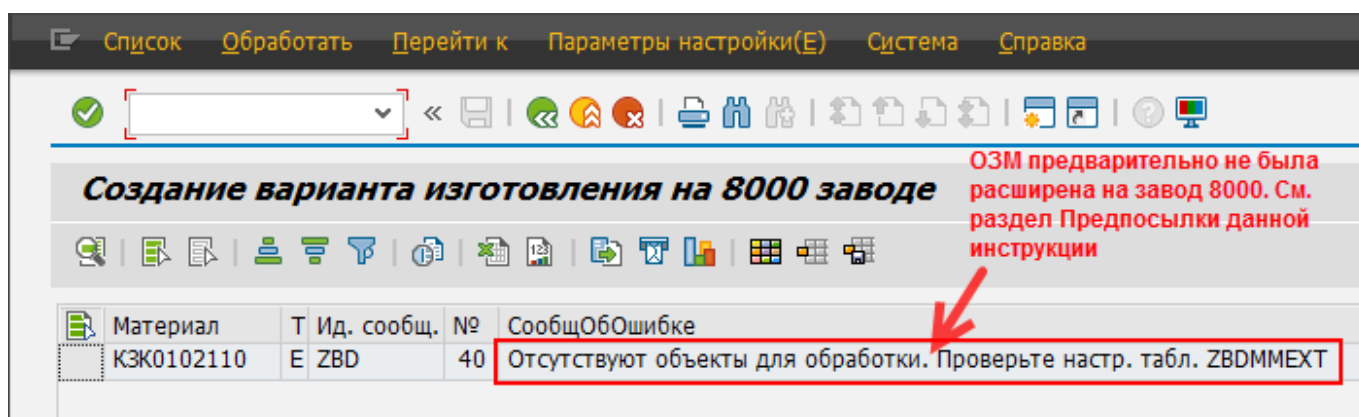 Список Обработать Перейти к Параметры настройки(E) Система Справка
ОЗМ предварительно не была
расширена на завод 8000. См.
раздел Предпосылки данной
инструкции
Создание варианта изготовления на 8000 заводе
Материал Т Ид. сообщ. № СообщОбОшибке
КЗК0102110 E ZBD 40 Отсутствуют объекты для обработки. Проверьте настр. табл. ZBDMMEXT